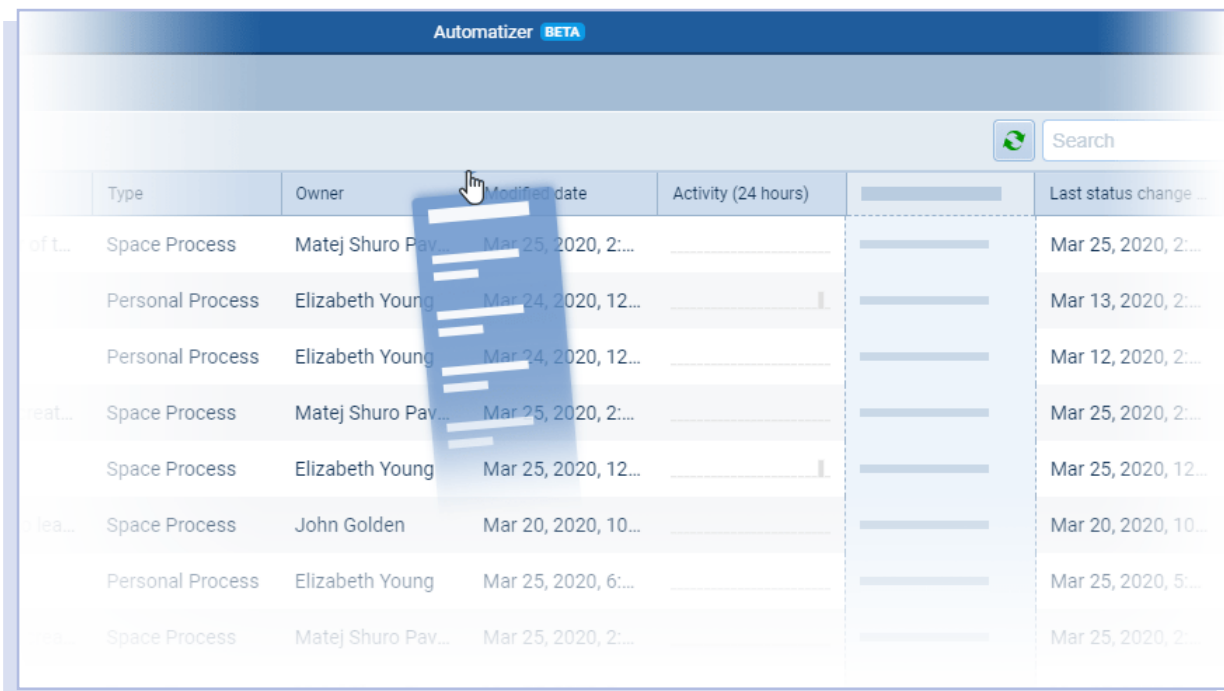 Automatizer BETA
Search
Type Owner Modified date Activity (24 hours) Last status change ...
of t... Space Process Matej Shuro Pav... Mar 25, 2020, 2:... Mar 25, 2020, 2:...
Personal Process Elizabeth Young Mar 24, 2020, 12... Mar 13, 2020, 2:...
Personal Process Elizabeth Young Mar 24, 2020, 12... Mar 12, 2020, 2:...
reat... Space Process Matej Shuro Pav... Mar 25, 2020, 2:... Mar 25, 2020, 2:...
Space Process Elizabeth Young Mar 25, 2020, 12... Mar 25, 2020, 12...
lea... Space Process John Golden Mar 20, 2020, 10... Mar 20, 2020, 10...
Personal Process Elizabeth Young Mar 25, 2020, 6:... Mar 25, 2020, 5:...
Space Process Matej Shuro Pav... Mar 25, 2020, 2:... Mar 25, 2020, 2:...